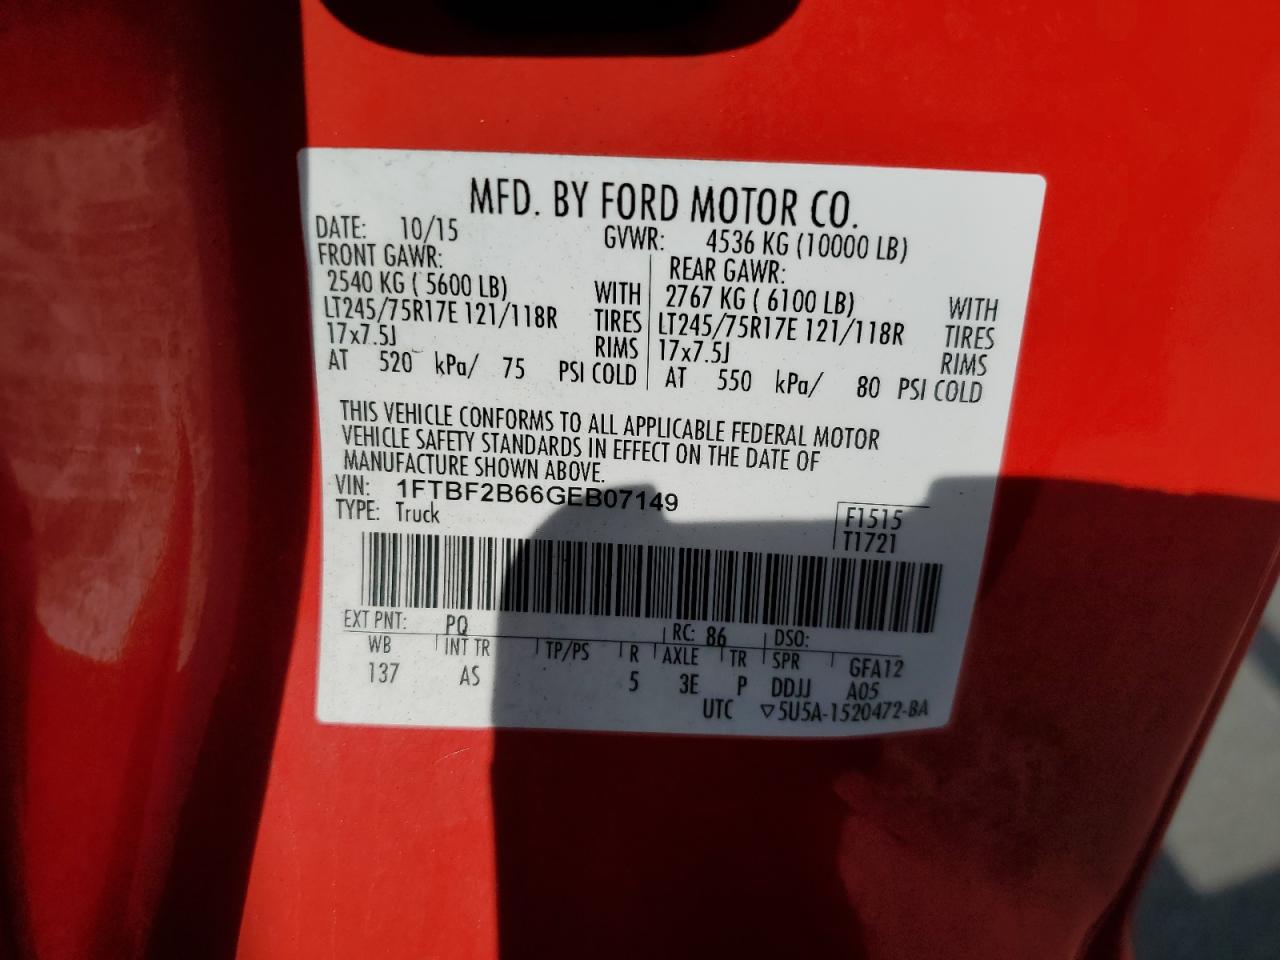 MFD. BY FORD MOTOR CO.
DATE: 10/15 GVWR: 4536 KG (10000 LB)
FRONT GAWR: REAR GAWR:
2540 KG ( 5600 LB) WITH 2767 KG ( 6100 LB) WITH
LT245/75R17E 121/118R TIRES LT245/75R17E 121/118R TIRES
17x7.5J RIMS 17x7.5J RIMS
AT 520 kPa/ 75 PSI COLD AT 550 kPa/ 80 PSI COLD
THIS VEHICLE CONFORMS TO ALL APPLICABLE FEDERAL MOTOR
VEHICLE SAFETY STANDARDS IN EFFECT ON THE DATE OF
MANUFACTURE SHOWN ABOVE.
VIN: 1FTBF2B66GEB07149
TYPE: Truck F1515
T1721
EXT PNT: PQ RC: 86 DSO:
WB INT TR TP/PS R AXLE TR SPR GFA12
137 AS 5 3E P DDJJ A05
UTC ▽5U5A-1520472-BA